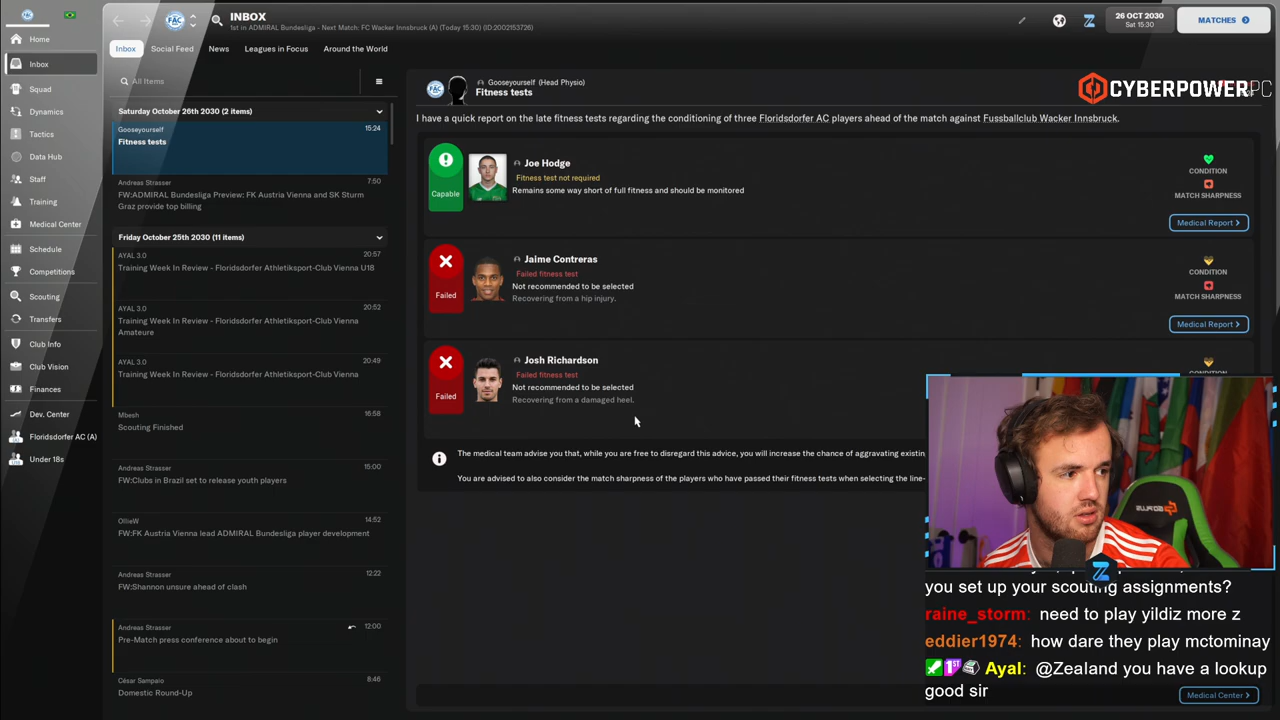 INBOX
1st in ADMIRAL Bundesliga - Next Match: FC Wacker Innsbruck (A) (Today 15:30) (ID:2002153726)
26 OCT 2030
Sat 15:30
MATCHES
Home
Inbox
Squad
Dynamics
Tactics
Data Hub
Staff
Training
Medical Center
Schedule
Competitions
Scouting
Transfers
Club Info
Club Vision
Finances
Dev. Center
Floridsdorfer AC (A)
Under 18s
Inbox
Social Feed
News
Leagues in Focus
Around the World
All Items
Saturday October 26th 2030 (2 items)
Gooseyourself
15:24
Fitness tests
Andreas Strasser
7:50
FW:ADMIRAL Bundesliga Preview: FK Austria Vienna and SK Sturm
Graz provide top billing
Friday October 25th 2030 (11 items)
AYAL 3.0
20:57
Training Week In Review - Floridsdorfer Athletiksport-Club Vienna U18
AYAL 3.0
20:52
Training Week In Review - Floridsdorfer Athletiksport-Club Vienna
Amateure
AYAL 3.0
20:49
Training Week In Review - Floridsdorfer Athletiksport-Club Vienna
Mbesh
16:58
Scouting Finished
Andreas Strasser
15:00
FW:Clubs in Brazil set to release youth players
OllieW
14:52
FW:FK Austria Vienna lead ADMIRAL Bundesliga player development
Andreas Strasser
12:22
FW:Shannon unsure ahead of clash
Andreas Strasser
12:00
Pre-Match press conference about to begin
César Sampaio
8:46
Domestic Round-Up
Gooseyourself (Head Physio)
Fitness tests
CYBERPOWERPC
I have a quick report on the late fitness tests regarding the conditioning of three Floridsdorfer AC players ahead of the match against Fussballclub Wacker Innsbruck.
Capable
Joe Hodge
Fitness test not required
Remains some way short of full fitness and should be monitored
CONDITION
MATCH SHARPNESS
Medical Report
Failed
Jaime Contreras
Failed fitness test
Not recommended to be selected
Recovering from a hip injury.
CONDITION
MATCH SHARPNESS
Medical Report
Failed
Josh Richardson
Failed fitness test
Not recommended to be selected
Recovering from a damaged heel.
The medical team advise you that, while you are free to disregard this advice, you will increase the chance of aggravating existin
You are advised to also consider the match sharpness of the players who have passed their fitness tests when selecting the line-
you set up your scouting assignments?
raine_storm: need to play yildiz more z
eddier1974: how dare they play mctominay
Ayal: @Zealand you have a lookup
good sir
Medical Center